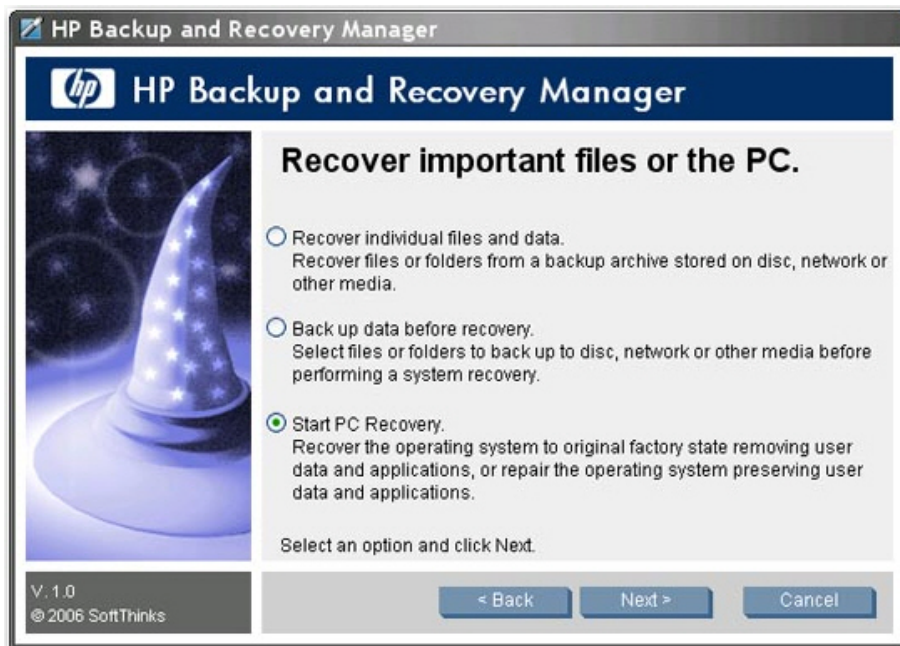 HP Backup and Recovery Manager
hp HP Backup and Recovery Manager
Recover important files or the PC.
Recover individual files and data.
Recover files or folders from a backup archive stored on disc, network or
other media.
Back up data before recovery.
Select files or folders to back up to disc, network or other media before
performing a system recovery.
Start PC Recovery.
Recover the operating system to original factory state removing user
data and applications, or repair the operating system preserving user
data and applications.
Select an option and click Next.
V. 1.0
© 2006 SoftThinks
< Back Next > Cancel